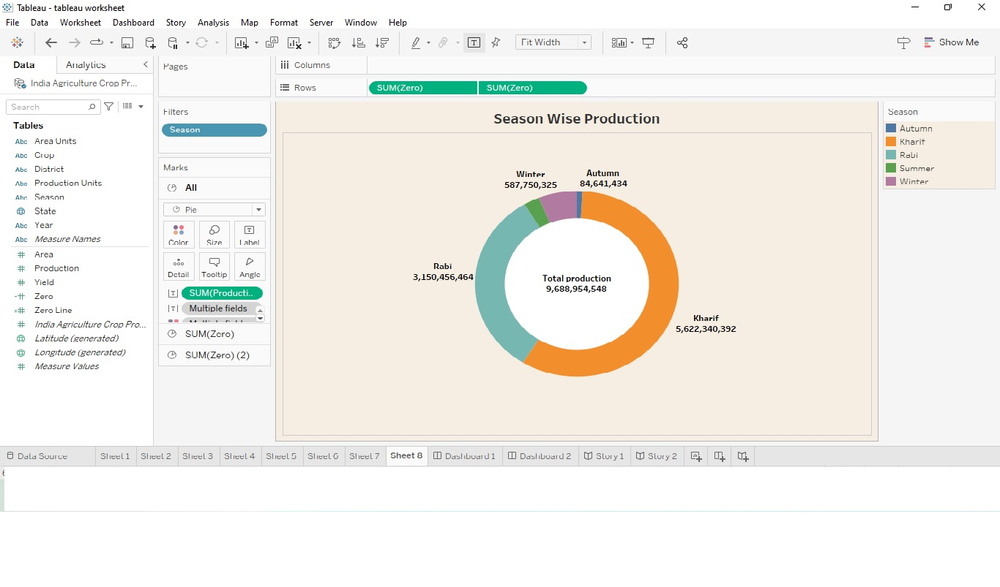 Tableau - tableau worksheet
File Data Worksheet Dashboard Story Analysis Map Format Server Window Help
Fit Width
Show Me
Data Analytics
India Agriculture Crop Pr...
Search
Tables
Abc Area Units
Abc Crop
Abc District
Abc Production Units
Abc Season
State
Abc Year
Abc Measure Names
Area
Production
Yield
Zero
Zero Line
India Agriculture Crop Pro...
Latitude (generated)
Longitude (generated)
Measure Values
Pages
Filters
Season
Marks
All
Pie
Color Size Label
Detail Tooltip Angle
SUM(Producti..
Multiple fields
SUM(Zero)
SUM(Zero) (2)
Columns
Rows SUM(Zero) SUM(Zero)
Season Wise Production
Winter
587,750,325
Autumn
84,641,434
Rabi
3,150,456,464
Total production
9,688,954,548
Kharif
5,622,340,392
Season
Autumn
Kharif
Rabi
Summer
Winter
Data Source Sheet 1 Sheet 2 Sheet 3 Sheet 4 Sheet 5 Sheet 6 Sheet 7 Sheet 8 Dashboard 1 Dashboard 2 Story 1 Story 2